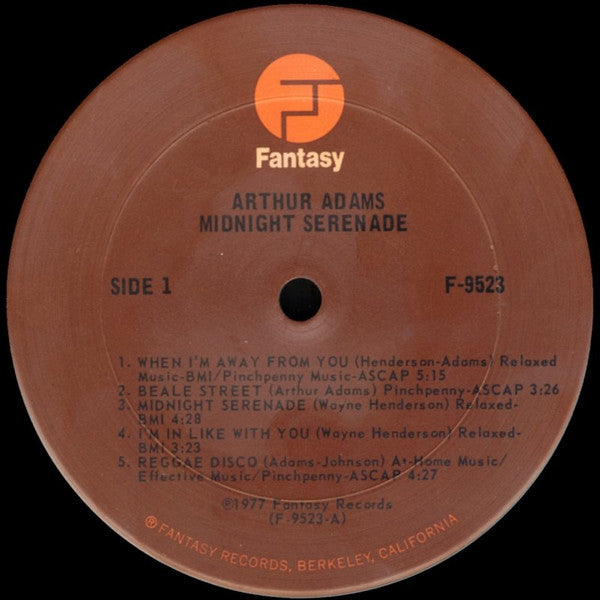 Fantasy
ARTHUR ADAMS
MIDNIGHT SERENADE
SIDE 1
F-9523
1. WHEN I'M AWAY FROM YOU (Henderson-Adams) Relaxed
Music-BMI/Pinchpenny Music-ASCAP 5:15
2. BEALE STREET (Arthur Adams) Pinchpenny-ASCAP 3:26
3. MIDNIGHT SERENADE (Wayne Henderson) Relaxed-
BMI 4:28
4. I'M IN LIKE WITH YOU (Wayne Henderson) Relaxed-
BMI 3:23
5. REGGAE DISCO (Adams-Johnson) At-Home Music/
Effective Music/Pinchpenny-ASCAP 4:27
℗1977 Fantasy Records
(F-9523-A)
® FANTASY RECORDS, BERKELEY, CALIFORNIA